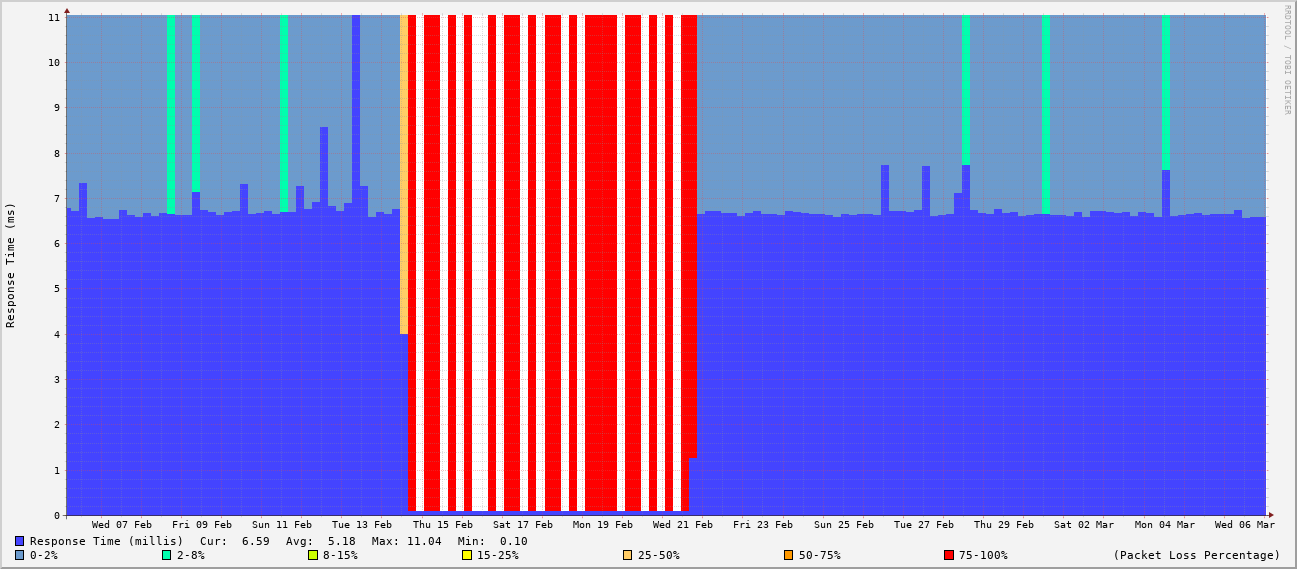 RRDTOOL / TOBI OETIKER
Response Time (ms)
11
10
9
8
7
6
5
4
3
2
1
0
Wed 07 Feb Fri 09 Feb Sun 11 Feb Tue 13 Feb Thu 15 Feb Sat 17 Feb Mon 19 Feb Wed 21 Feb Fri 23 Feb Sun 25 Feb Tue 27 Feb Thu 29 Feb Sat 02 Mar Mon 04 Mar Wed 06 Mar
Response Time (millis) Cur: 6.59 Avg: 5.18 Max: 11.04 Min: 0.10
0-2% 2-8% 8-15% 15-25% 25-50% 50-75% 75-100% (Packet Loss Percentage)